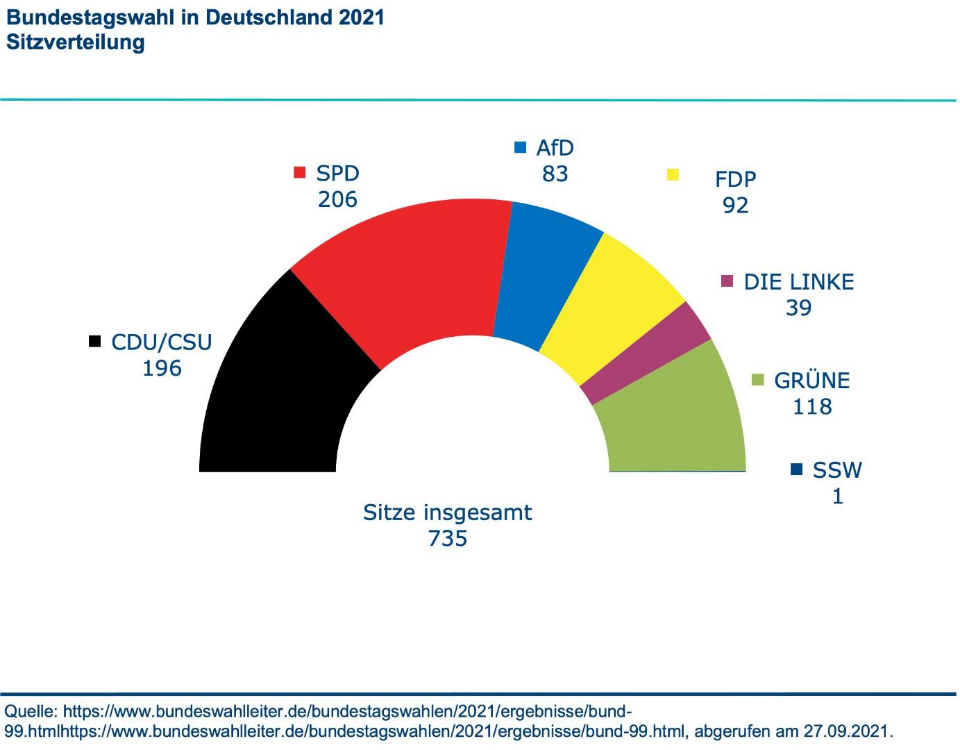 Bundestagswahl in Deutschland 2021
Sitzverteilung
AfD
83
SPD
206
FDP
92
DIE LINKE
39
CDU/CSU
196
GRÜNE
118
SSW
1
Sitze insgesamt
735
Quelle: https://www.bundeswahlleiter.de/bundestagswahlen/2021/ergebnisse/bund-
99.htmlhttps://www.bundeswahlleiter.de/bundestagswahlen/2021/ergebnisse/bund-99.html, abgerufen am 27.09.2021.